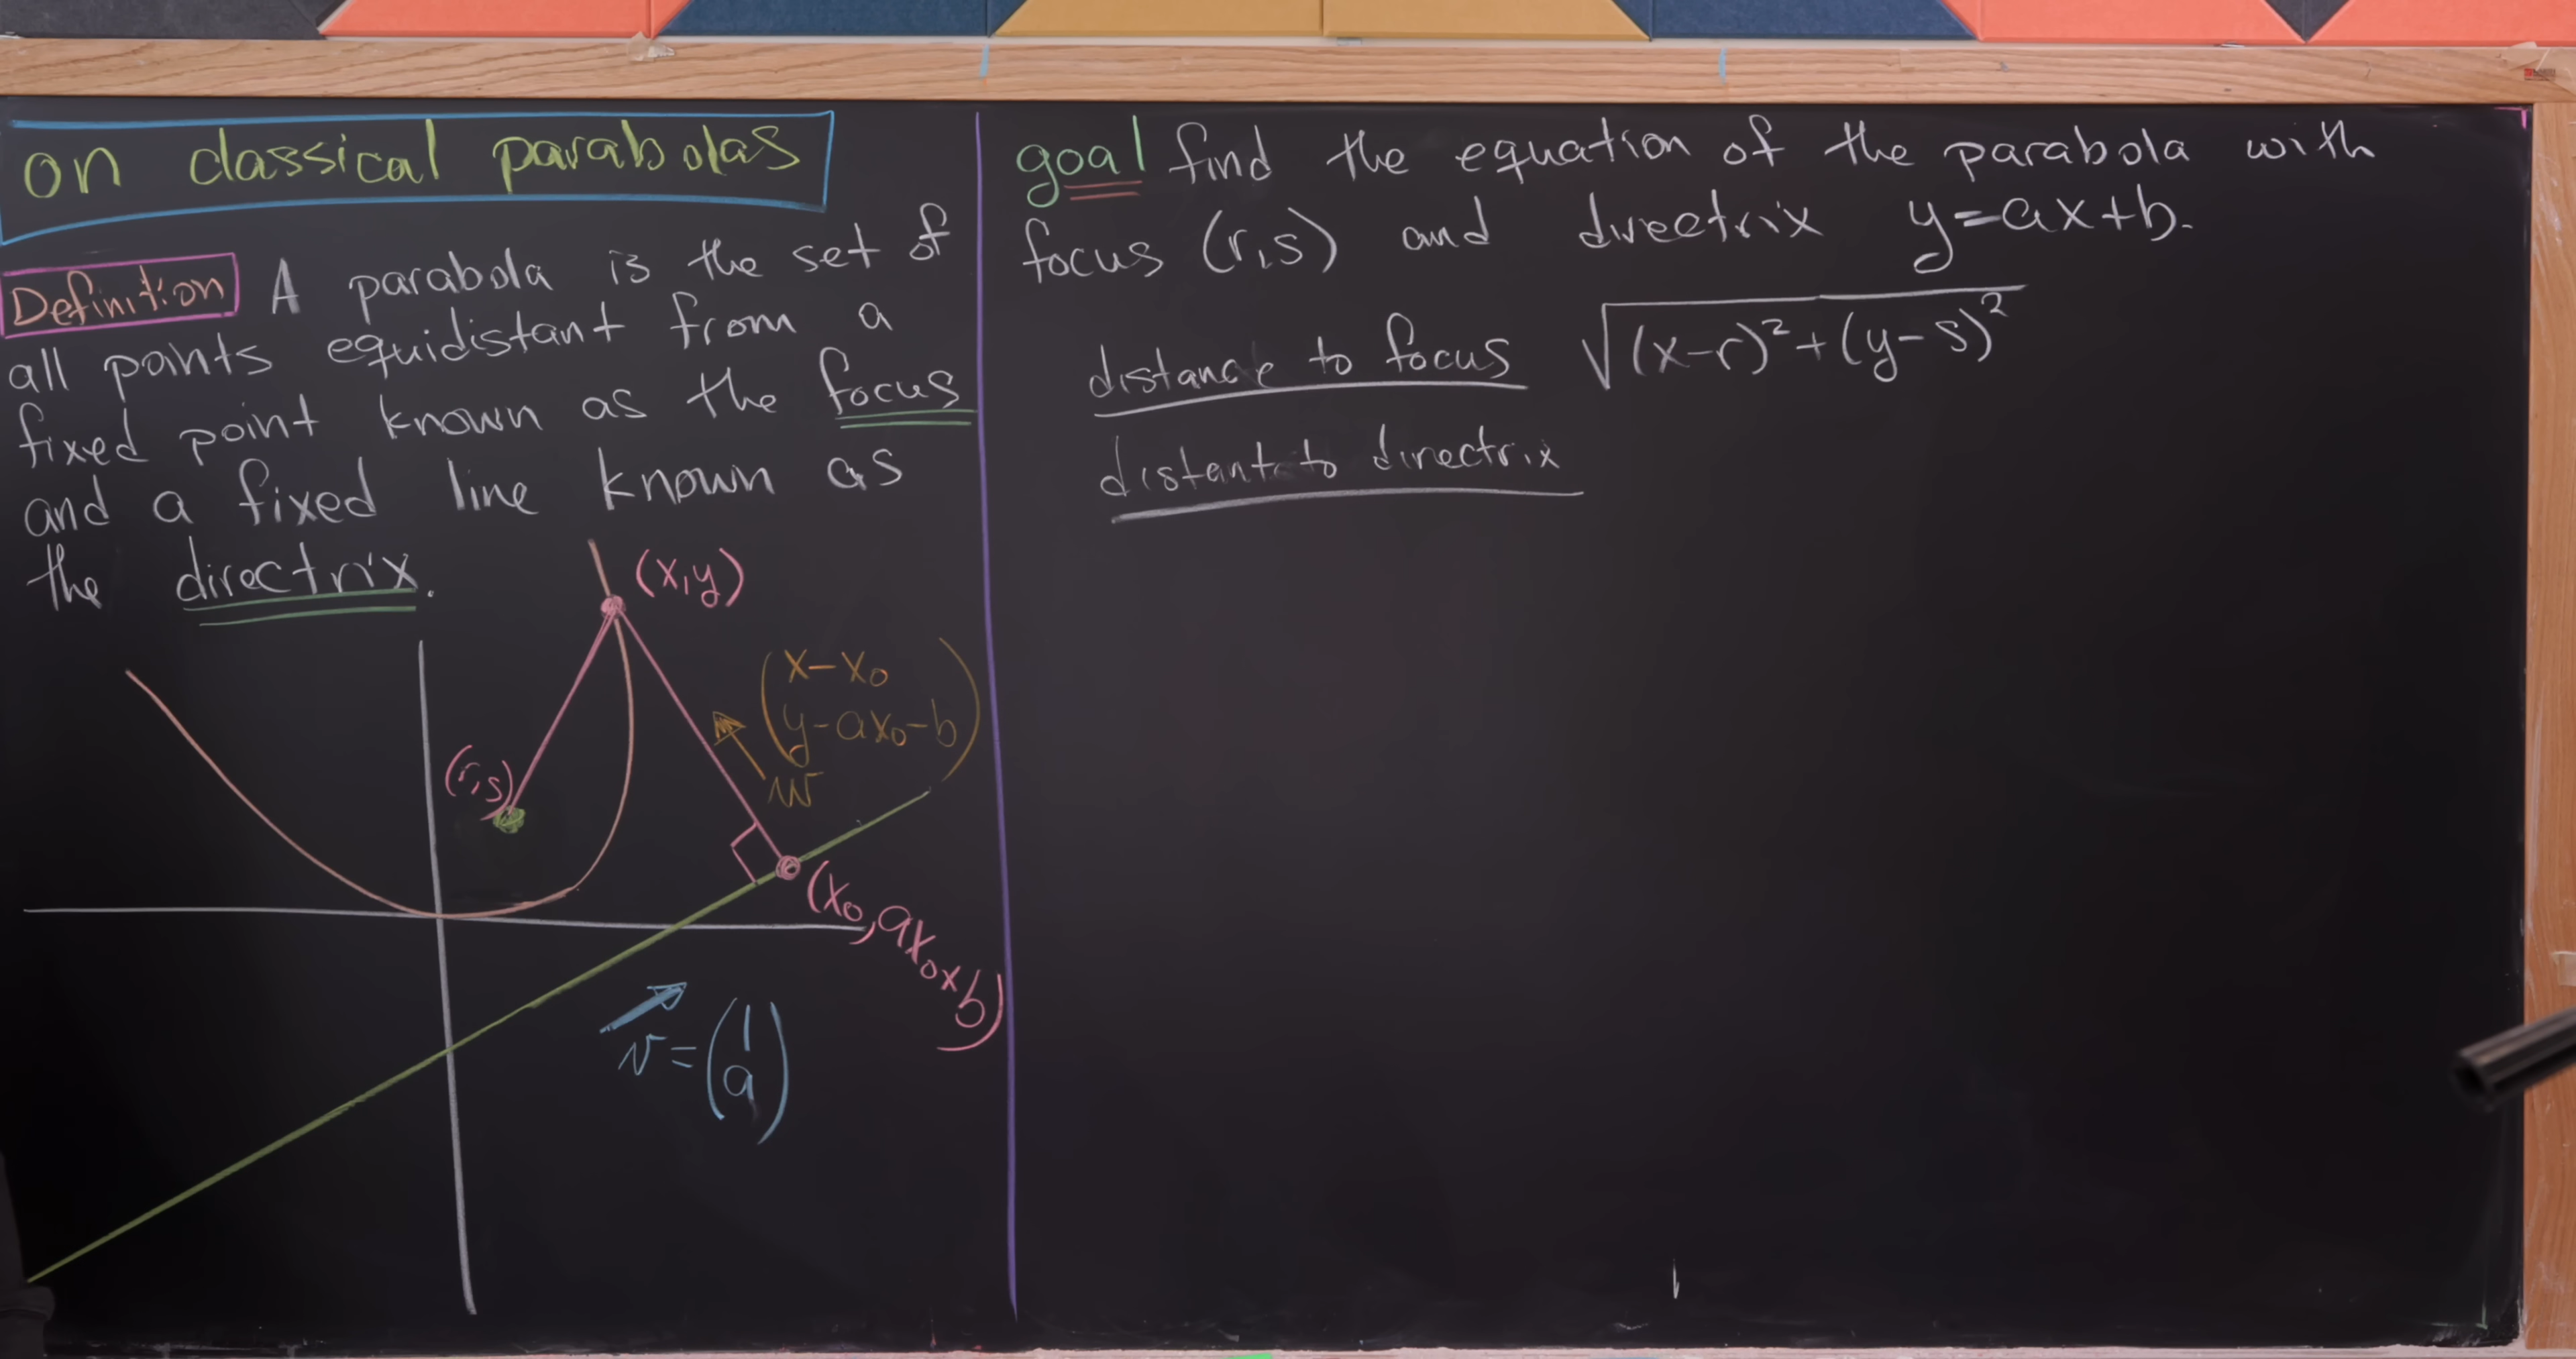 on classical parabolas
Definition A parabola is the set of
all points equidistant from a
fixed point known as the focus
and a fixed line known as
the directrix.
(x,y)
(x-x₀
y-ax₀-b)
w
(r,s)
(x₀,ax₀+b)
v=(1
a)
goal find the equation of the parabola with
focus (r,s) and directrix y=ax+b.
distance to focus √(x-r)²+(y-s)²
distant to directrix